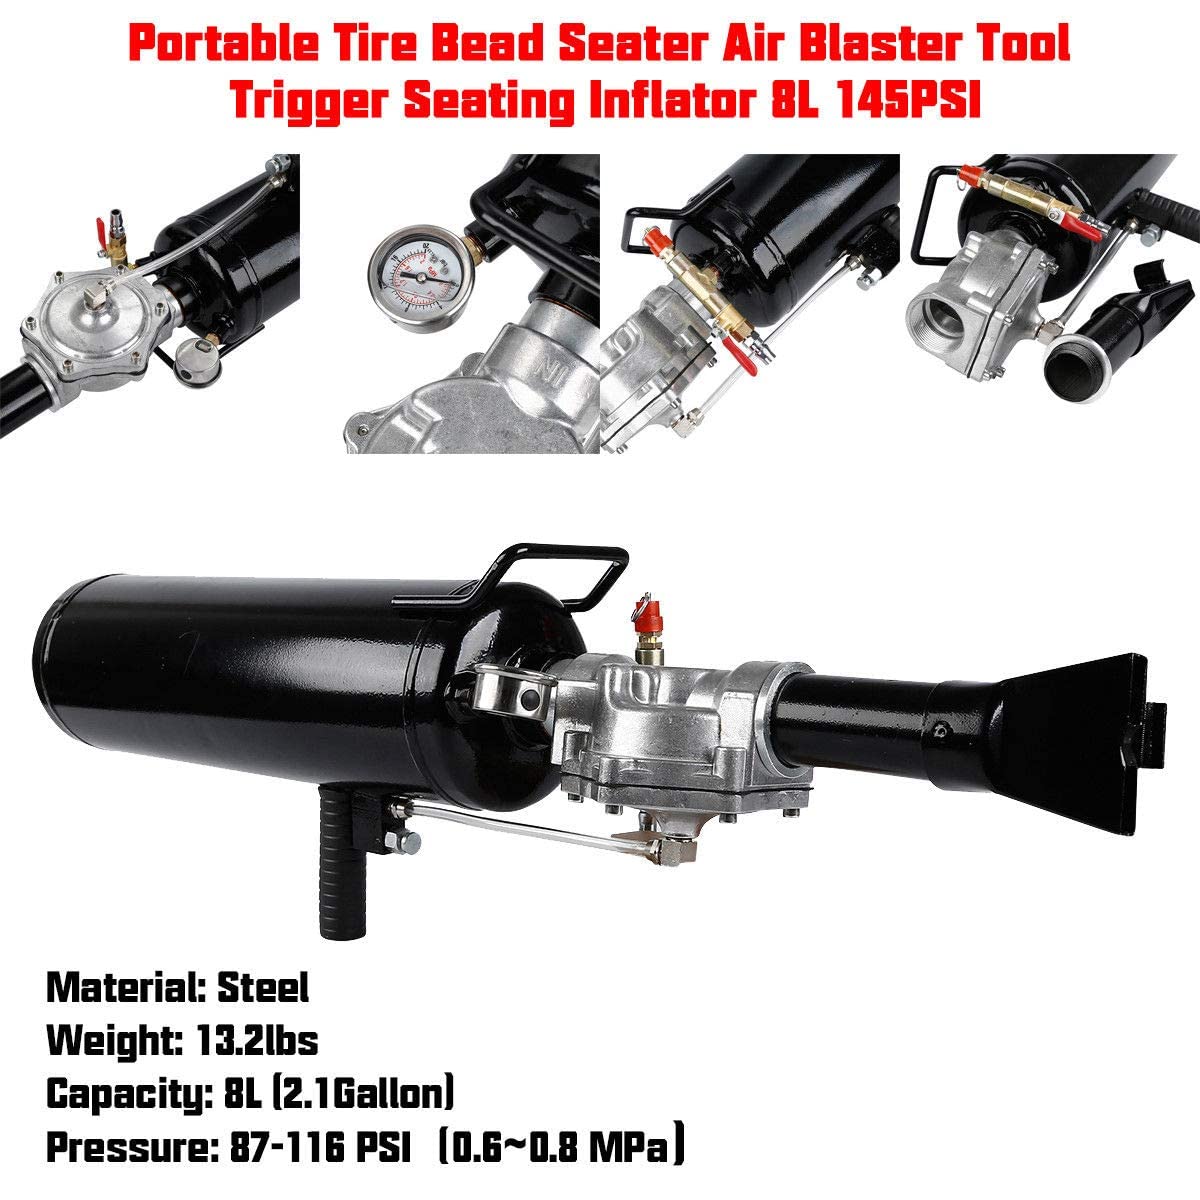 Portable Tire Bead Seater Air Blaster Tool
Trigger Seating Inflator 8L 145PSI
IN
Material: Steel
Weight: 13.2lbs
Capacity: 8L (2.1Gallon)
Pressure: 87-116 PSI (0.6~0.8 MPa)